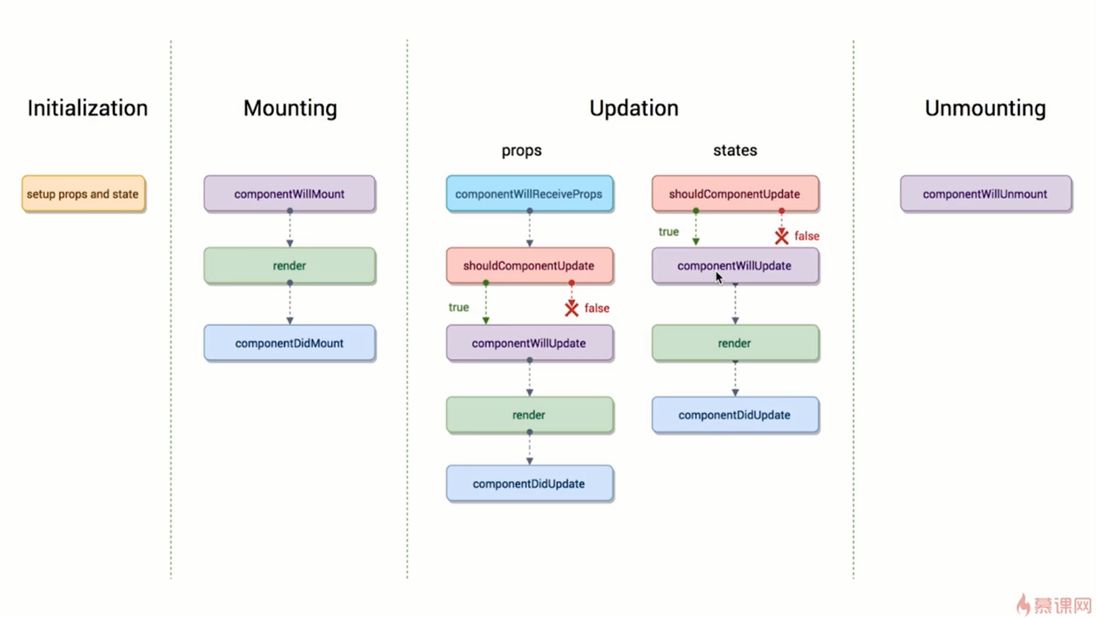 Initialization
Mounting
Updation
Unmounting
props
states
setup props and state
componentWillMount
render
componentDidMount
componentWillReceiveProps
shouldComponentUpdate
true
false
componentWillUpdate
render
componentDidUpdate
shouldComponentUpdate
true
false
componentWillUpdate
render
componentDidUpdate
componentWillUnmount
慕课网